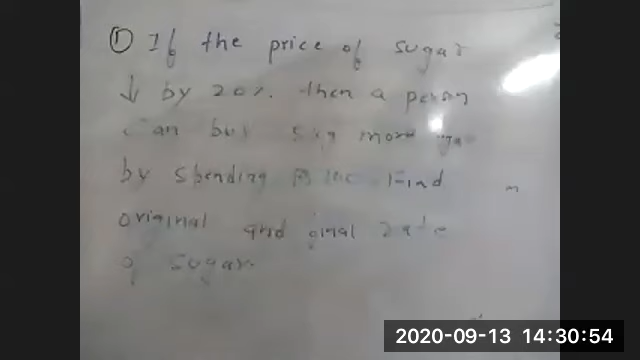 ① If the price of sugar
↓ by 20%. then a person
can buy more
by spending Find
original and final rate
of sugar.
2020-09-13 14:30:54